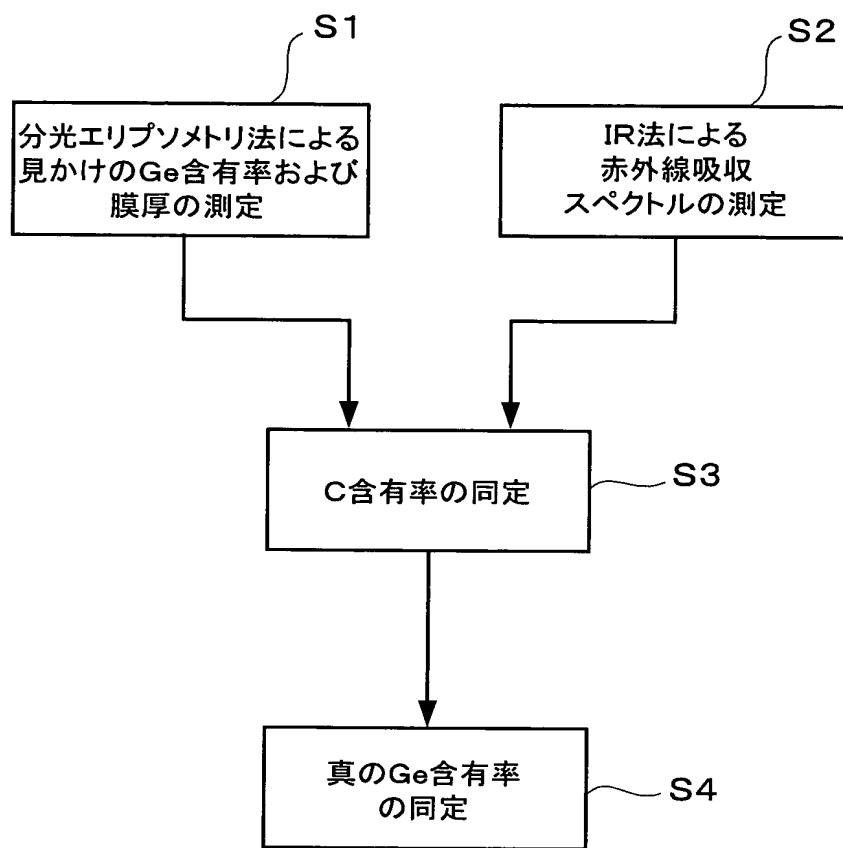 S1
分光エリプソメトリ法による
見かけのGe含有率および
膜厚の測定
S2
IR法による
赤外線吸収
スペクトルの測定
C含有率の同定
S3
真のGe含有率
の同定
S4